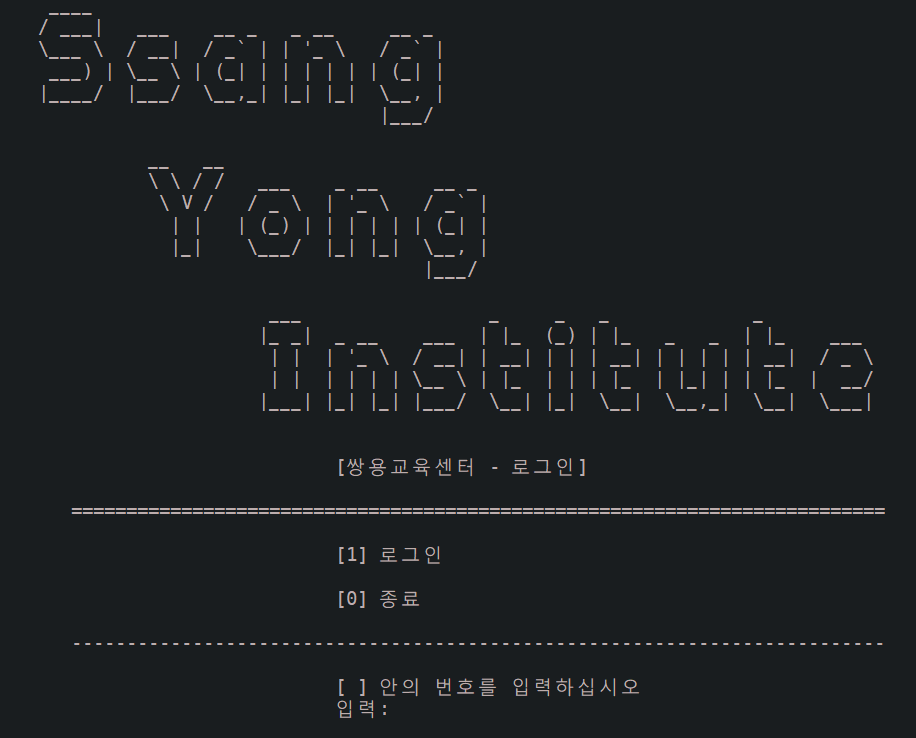 Ssang
Yong
Institute
[쌍용교육센터 - 로그인]
[1] 로그인
[0] 종료
[ ] 안의 번호를 입력하십시오
입력: